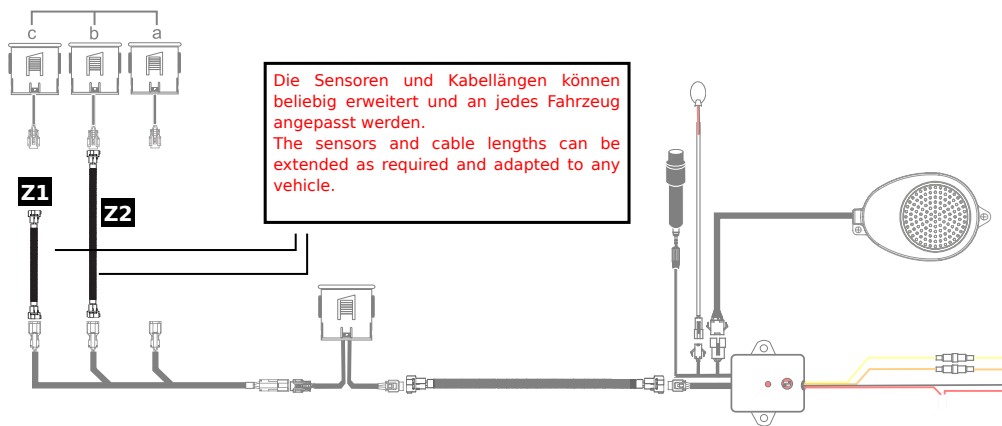 c b a
Die Sensoren und Kabellängen können
beliebig erweitert und an jedes Fahrzeug
angepasst werden.
The sensors and cable lengths can be
extended as required and adapted to any
vehicle.
Z1
Z2